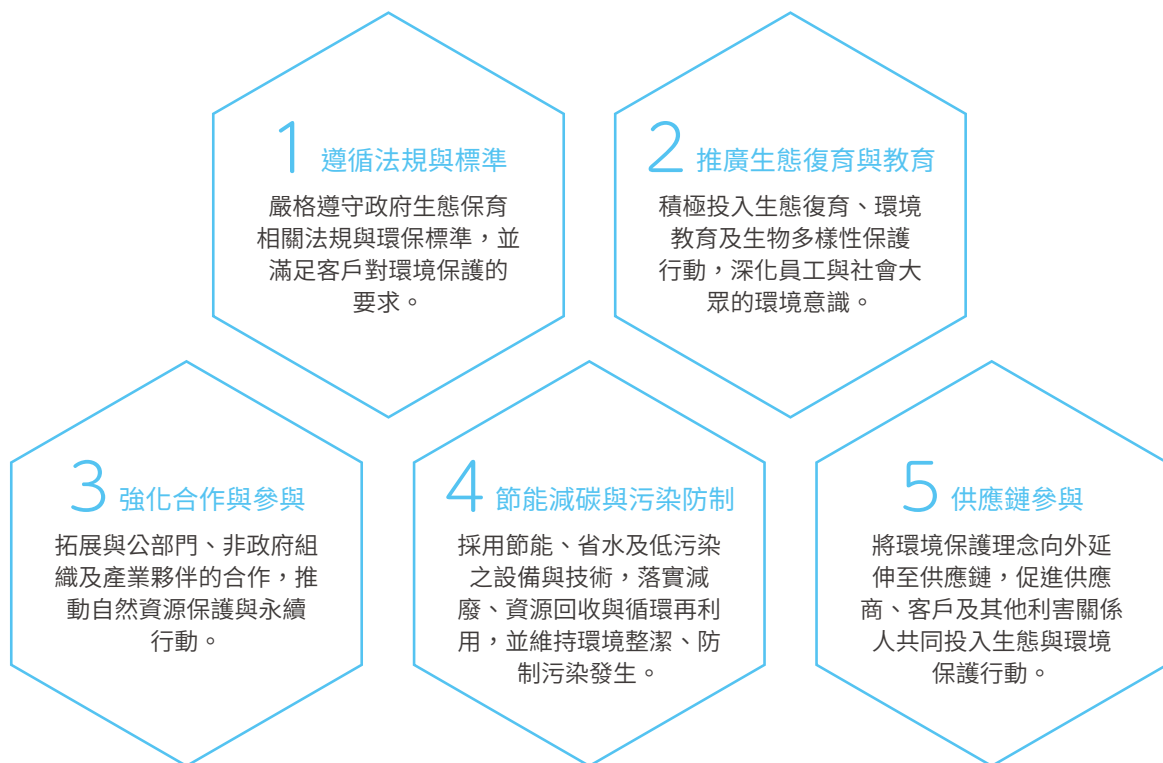 1 遵循法規與標準
嚴格遵守政府生態保育
相關法規與環保標準，並
滿足客戶對環境保護的
要求。
2 推廣生態復育與教育
積極投入生態復育、環境
教育及生物多樣性保護
行動，深化員工與社會大
眾的環境意識。
3 強化合作與參與
拓展與公部門、非政府組
織及產業夥伴的合作，推
動自然資源保護與永續
行動。
4 節能減碳與污染防制
採用節能、省水及低污染
之設備與技術，落實減
廢、資源回收與循環再利
用，並維持環境整潔、防
制污染發生。
5 供應鏈參與
將環境保護理念向外延
伸至供應鏈，促進供應
商、客戶及其他利害關係
人共同投入生態與環境
保護行動。